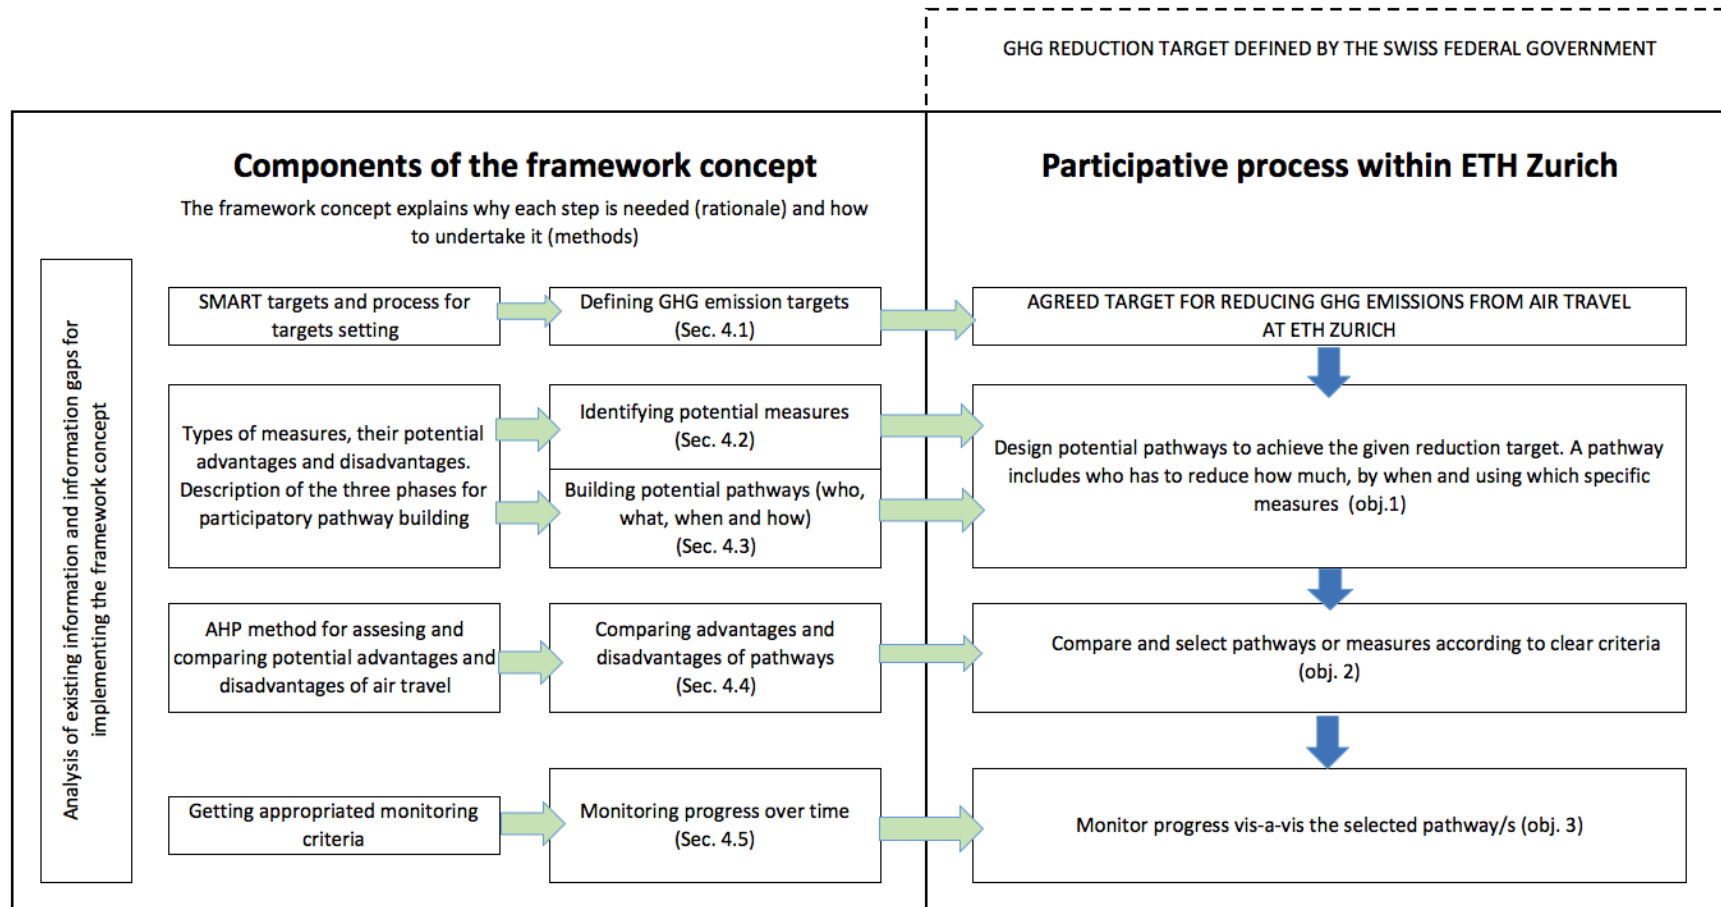 GHG REDUCTION TARGET DEFINED BY THE SWISS FEDERAL GOVERNMENT
Components of the framework concept
The framework concept explains why each step is needed (rationale) and how
to undertake it (methods)
Participative process within ETH Zurich
Analysis of existing information and information gaps for
implementing the framework concept
SMART targets and process for
targets setting
Defining GHG emission targets
(Sec. 4.1)
AGREED TARGET FOR REDUCING GHG EMISSIONS FROM AIR TRAVEL
AT ETH ZURICH
Types of measures, their potential
advantages and disadvantages.
Description of the three phases for
participatory pathway building
Identifying potential measures
(Sec. 4.2)
Building potential pathways (who,
what, when and how)
(Sec. 4.3)
Design potential pathways to achieve the given reduction target. A pathway
includes who has to reduce how much, by when and using which specific
measures (obj.1)
AHP method for assesing and
comparing potential advantages and
disadvantages of air travel
Comparing advantages and
disadvantages of pathways
(Sec. 4.4)
Compare and select pathways or measures according to clear criteria
(obj. 2)
Getting appropriated monitoring
criteria
Monitoring progress over time
(Sec. 4.5)
Monitor progress vis-a-vis the selected pathway/s (obj. 3)